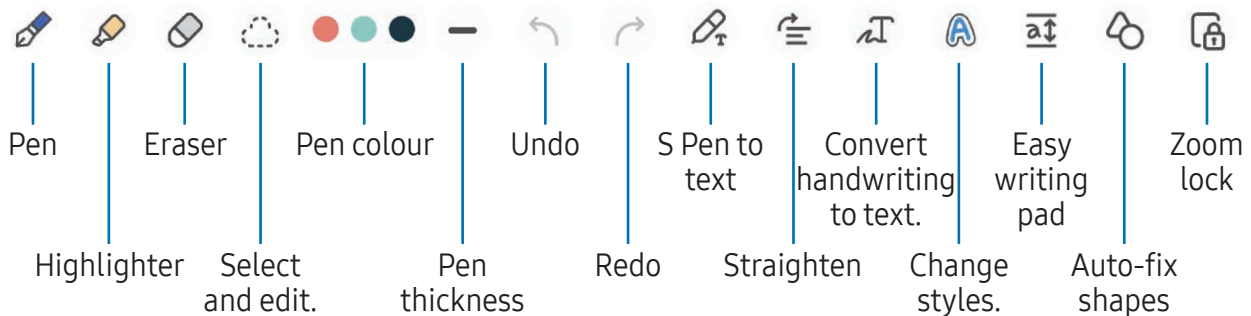 Pen
Eraser
Pen colour
Undo
S Pen to
text
Convert
handwriting
to text.
Easy
writing
pad
Zoom
lock
Highlighter
Select
and edit.
Pen
thickness
Redo
Straighten
Change
styles.
Auto-fix
shapes